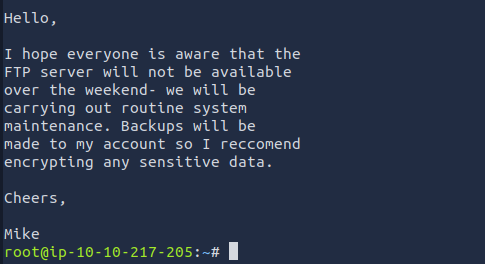 Hello,
I hope everyone is aware that the
FTP server will not be available
over the weekend- we will be
carrying out routine system
maintenance. Backups will be
made to my account so I reccomend
encrypting any sensitive data.
Cheers,
Mike
root@ip-10-10-217-205:~#